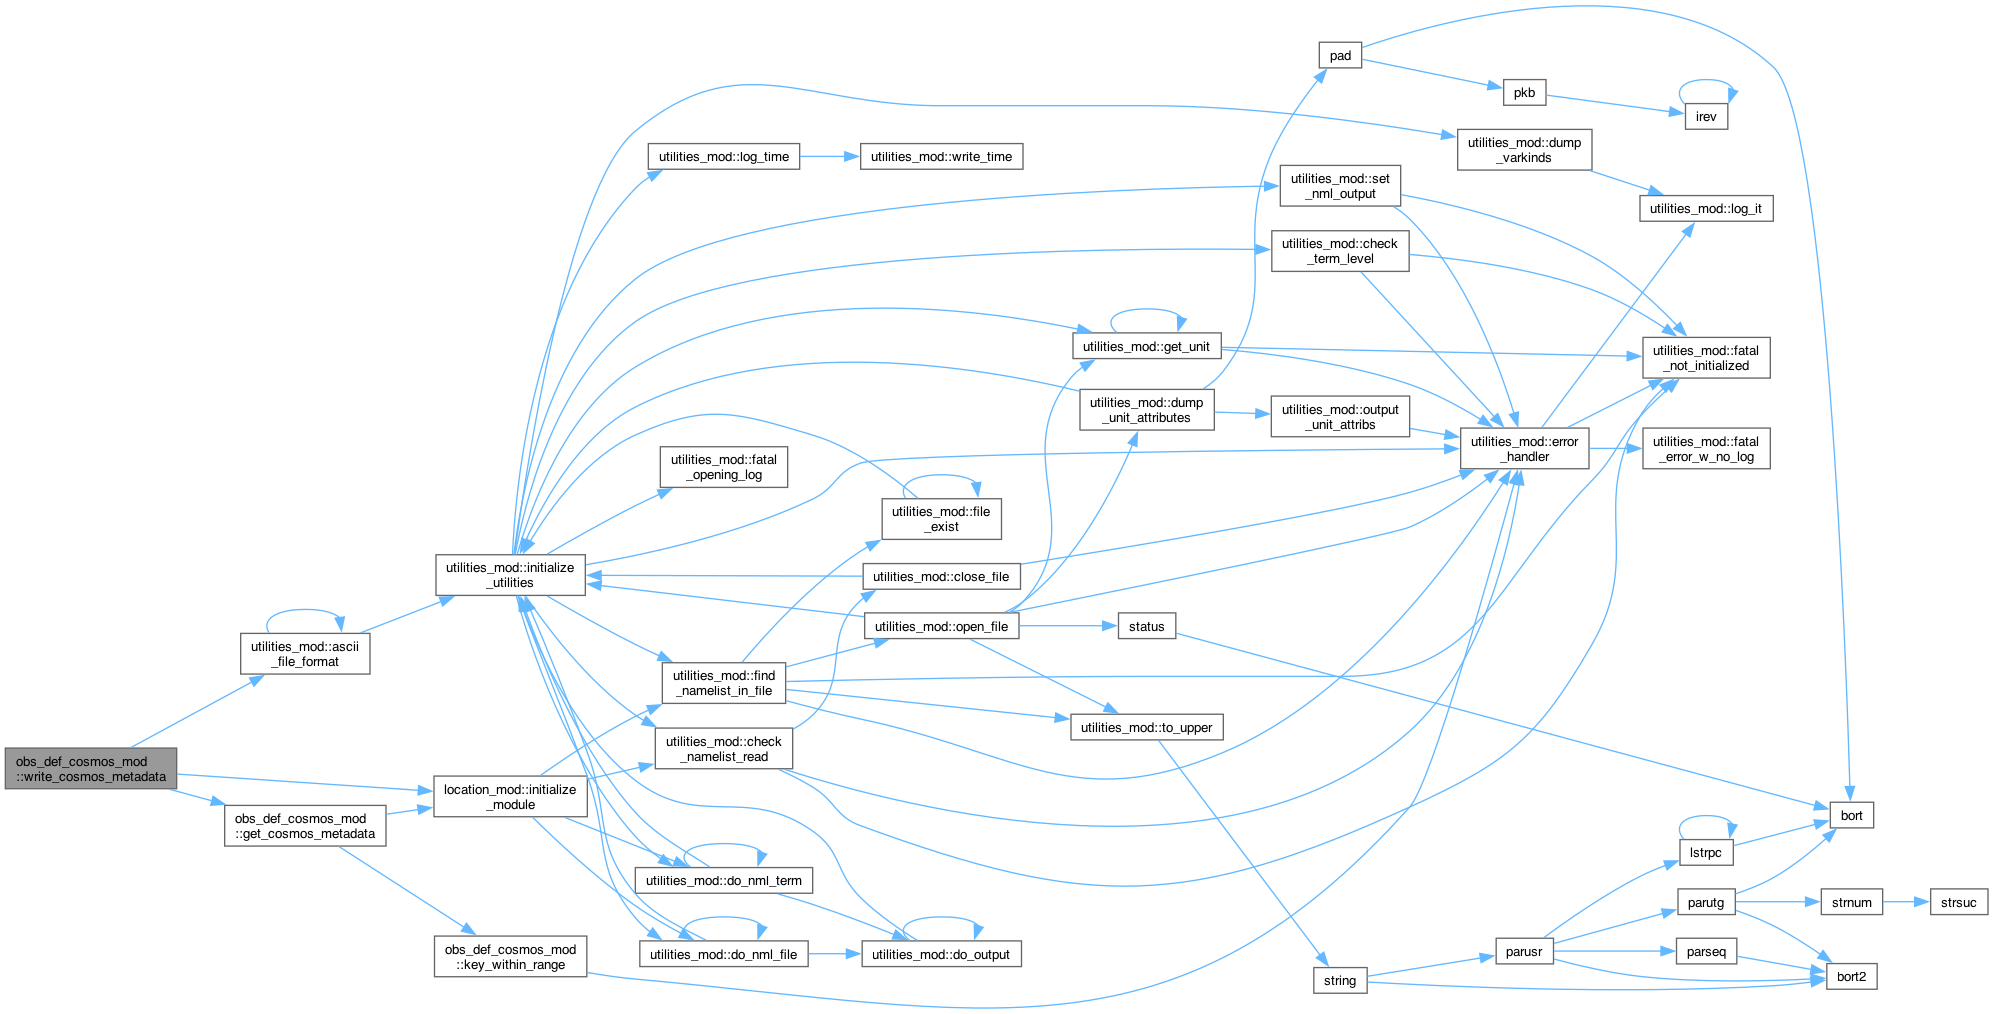 obs_def_cosmos_mod
::write_cosmos_metadata
utilities_mod::ascii
_file_format
obs_def_cosmos_mod
::get_cosmos_metadata
utilities_mod::initialize
_utilities
location_mod::initialize
_module
obs_def_cosmos_mod
::key_within_range
utilities_mod::log_time
utilities_mod::fatal
_opening_log
utilities_mod::find
_namelist_in_file
utilities_mod::check
_namelist_read
utilities_mod::do_nml_term
utilities_mod::do_nml_file
utilities_mod::write_time
utilities_mod::file
_exist
utilities_mod::close_file
utilities_mod::open_file
utilities_mod::do_output
utilities_mod::get_unit
utilities_mod::dump
_unit_attributes
status
utilities_mod::to_upper
pad
utilities_mod::set
_nml_output
utilities_mod::check
_term_level
utilities_mod::output
_unit_attribs
string
pkb
utilities_mod::dump
_varkinds
utilities_mod::error
_handler
parusr
irev
utilities_mod::log_it
utilities_mod::fatal
_not_initialized
utilities_mod::fatal
_error_w_no_log
lstrpc
parutg
parseq
bort
strnum
bort2
strsuc